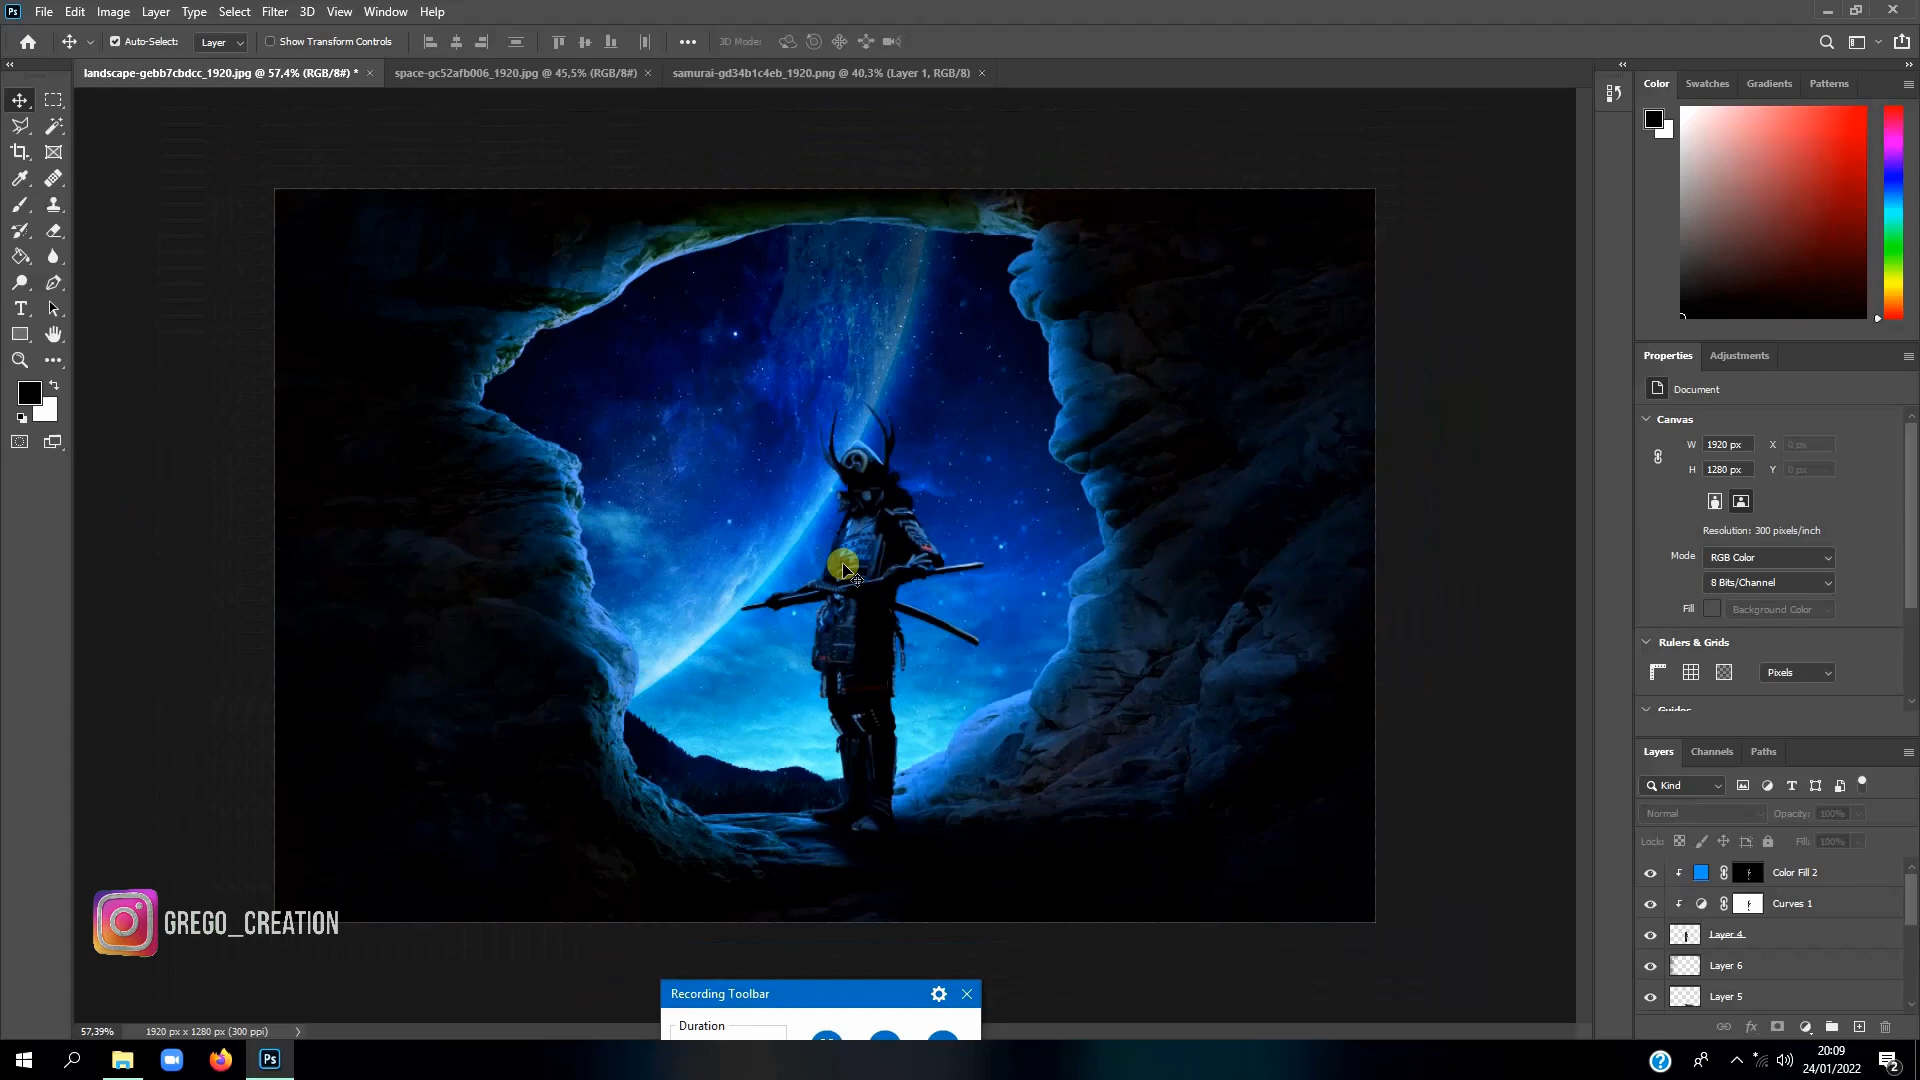 Ps File Edit Image Layer Type Select Filter 3D View Window Help
Auto-Select: Layer Show Transform Controls 3D Mode:
landscape-gebb7cbdcc_1920.jpg @ 57,4% (RGB/8#) * space-gc52afb006_1920.jpg @ 45,5% (RGB/8#) samurai-gd34b1c4eb_1920.png @ 40,3% (Layer 1, RGB/8)
Color Swatches Gradients Patterns
Properties Adjustments
Document
Canvas
W 1920 px X 0 px
H 1280 px Y 0 px
Resolution: 300 pixels/inch
Mode RGB Color
8 Bits/Channel
Fill Background Color
Rulers & Grids
Pixels
Guides
Layers Channels Paths
Kind
Normal Opacity: 100%
Lock: Fill: 100%
Color Fill 2
Curves 1
Layer 4
Layer 6
Layer 5
GREGO_CREATION
Recording Toolbar
Duration
57,39% 1920 px x 1280 px (300 ppi)
Ps
20:09
24/01/2022
2